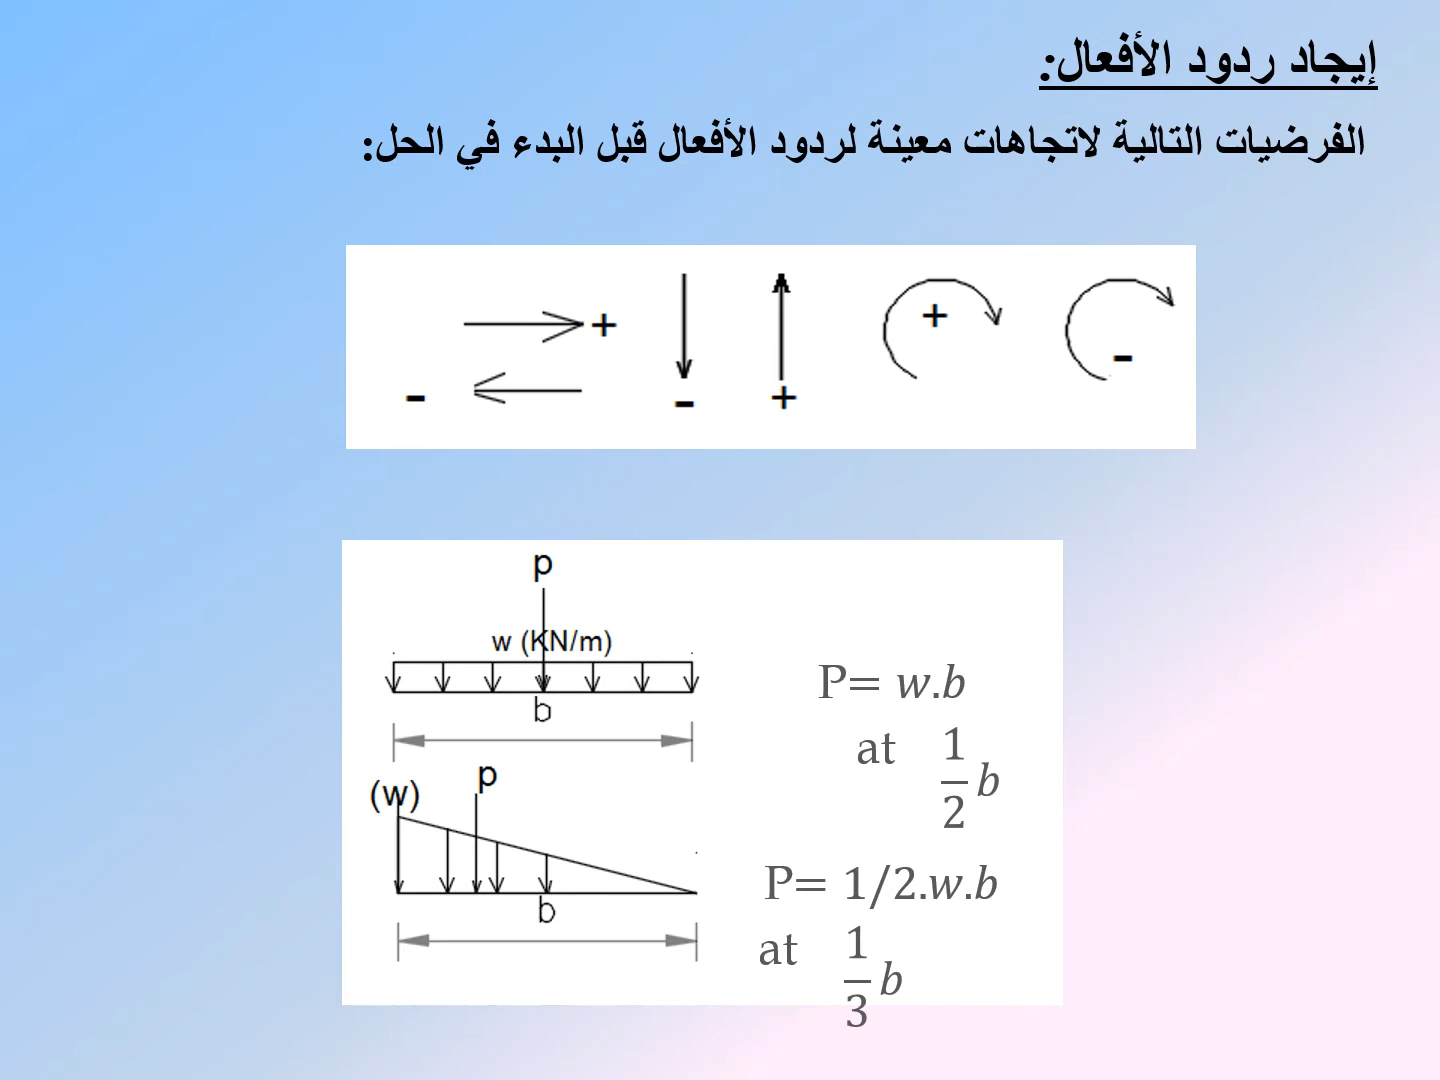 إيجاد ردود الأفعال:
الفرضيات التالية لاتجاهات معينة لردود الأفعال قبل البدء في الحل:
+
-
-
+
+
-
p
w (KN/m)
b
P= w.b
at 1/2 b
(w)
p
b
P= 1/2.w.b
at 1/3 b